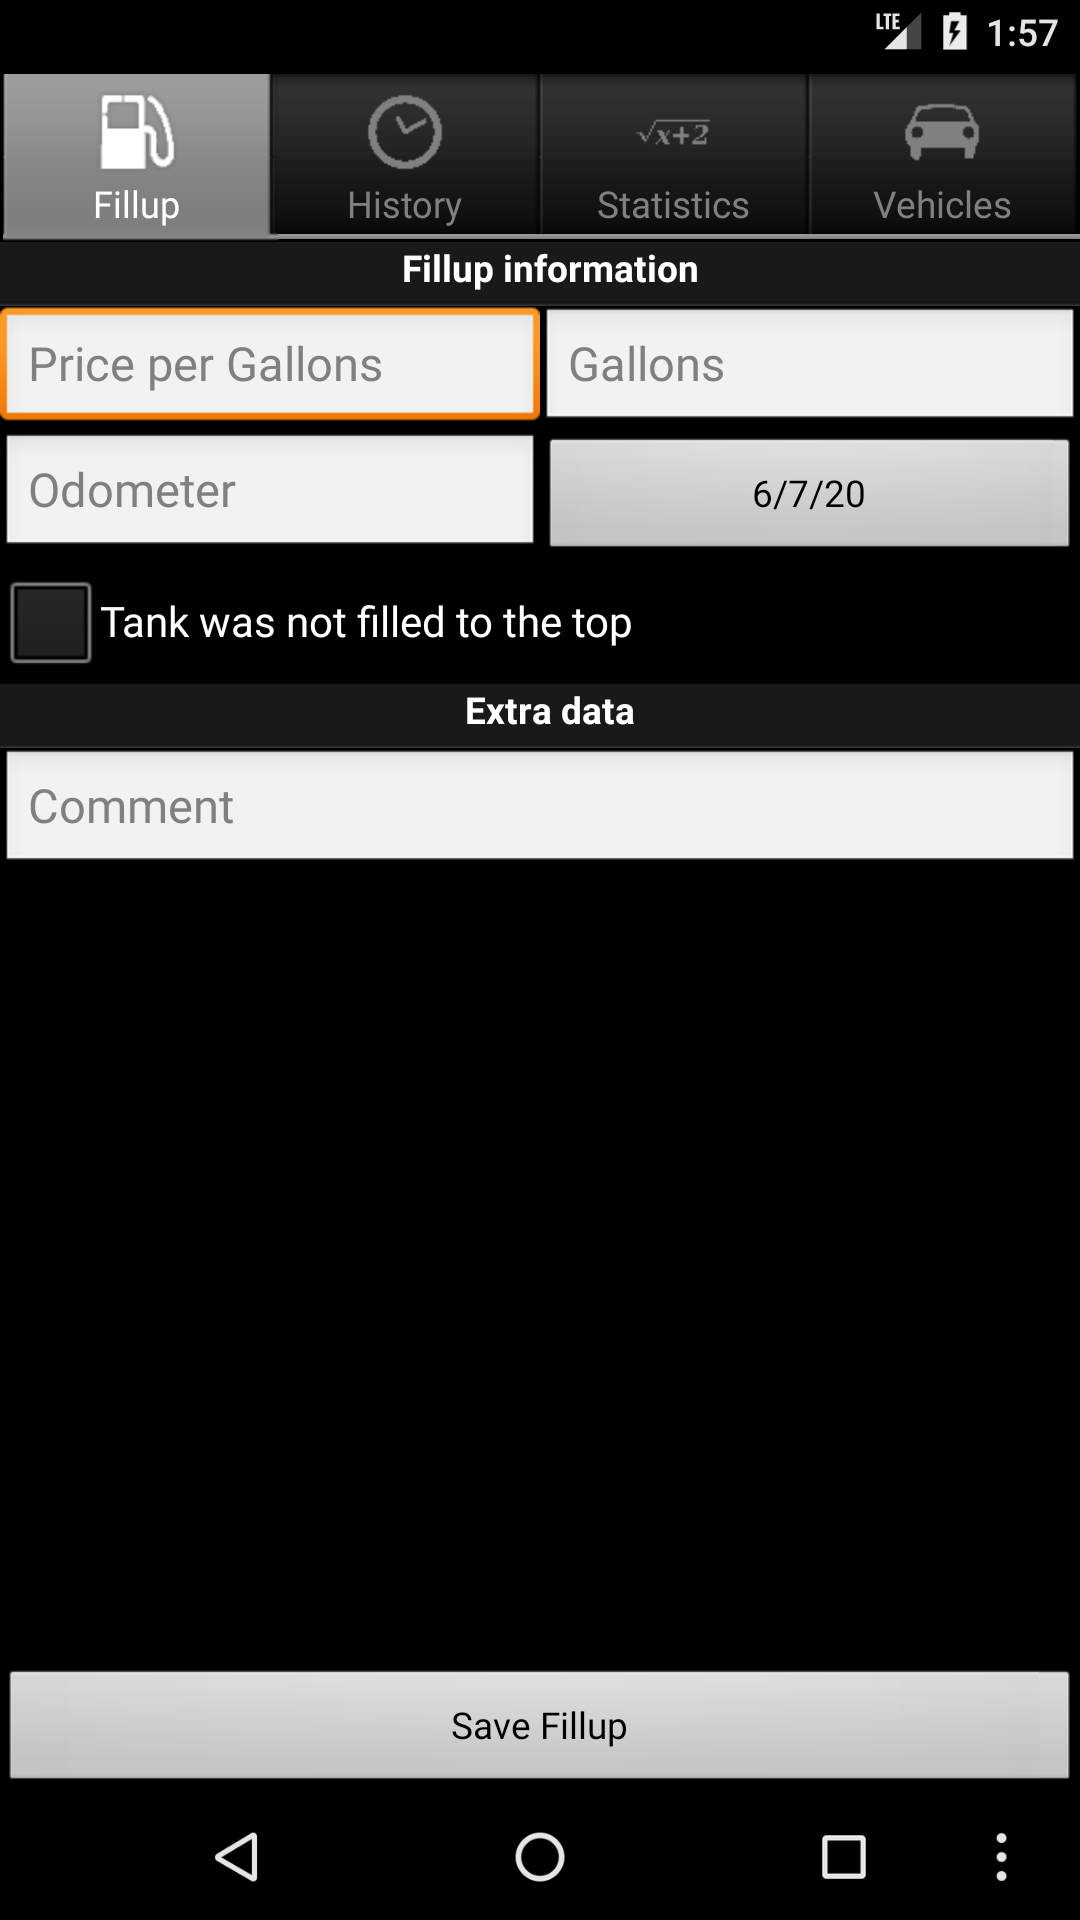 LTE 1:57
Fillup History √x+2 Statistics Vehicles
Fillup information
Price per Gallons Gallons
Odometer 6/7/20
Tank was not filled to the top
Extra data
Comment
Save Fillup